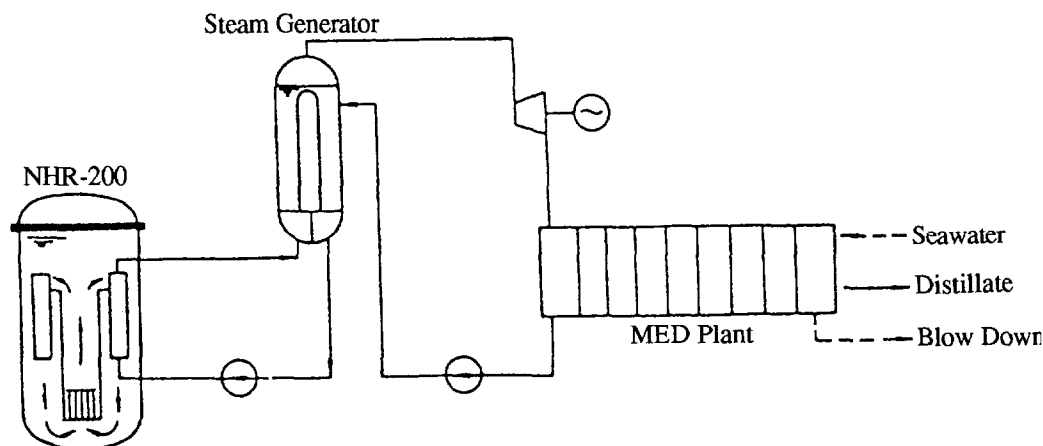 Steam Generator
NHR-200
Seawater
Distillate
MED Plant
Blow Down